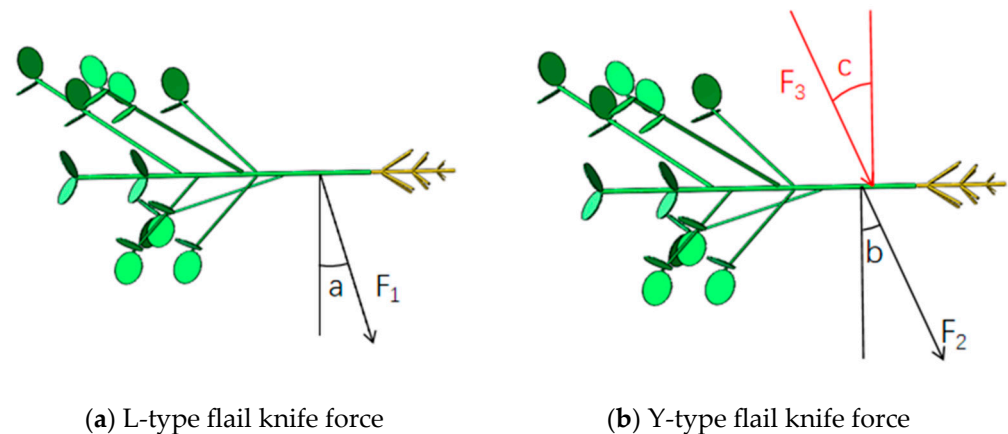 c
F₃
a
F₁
b
F₂
(a) L-type flail knife force
(b) Y-type flail knife force